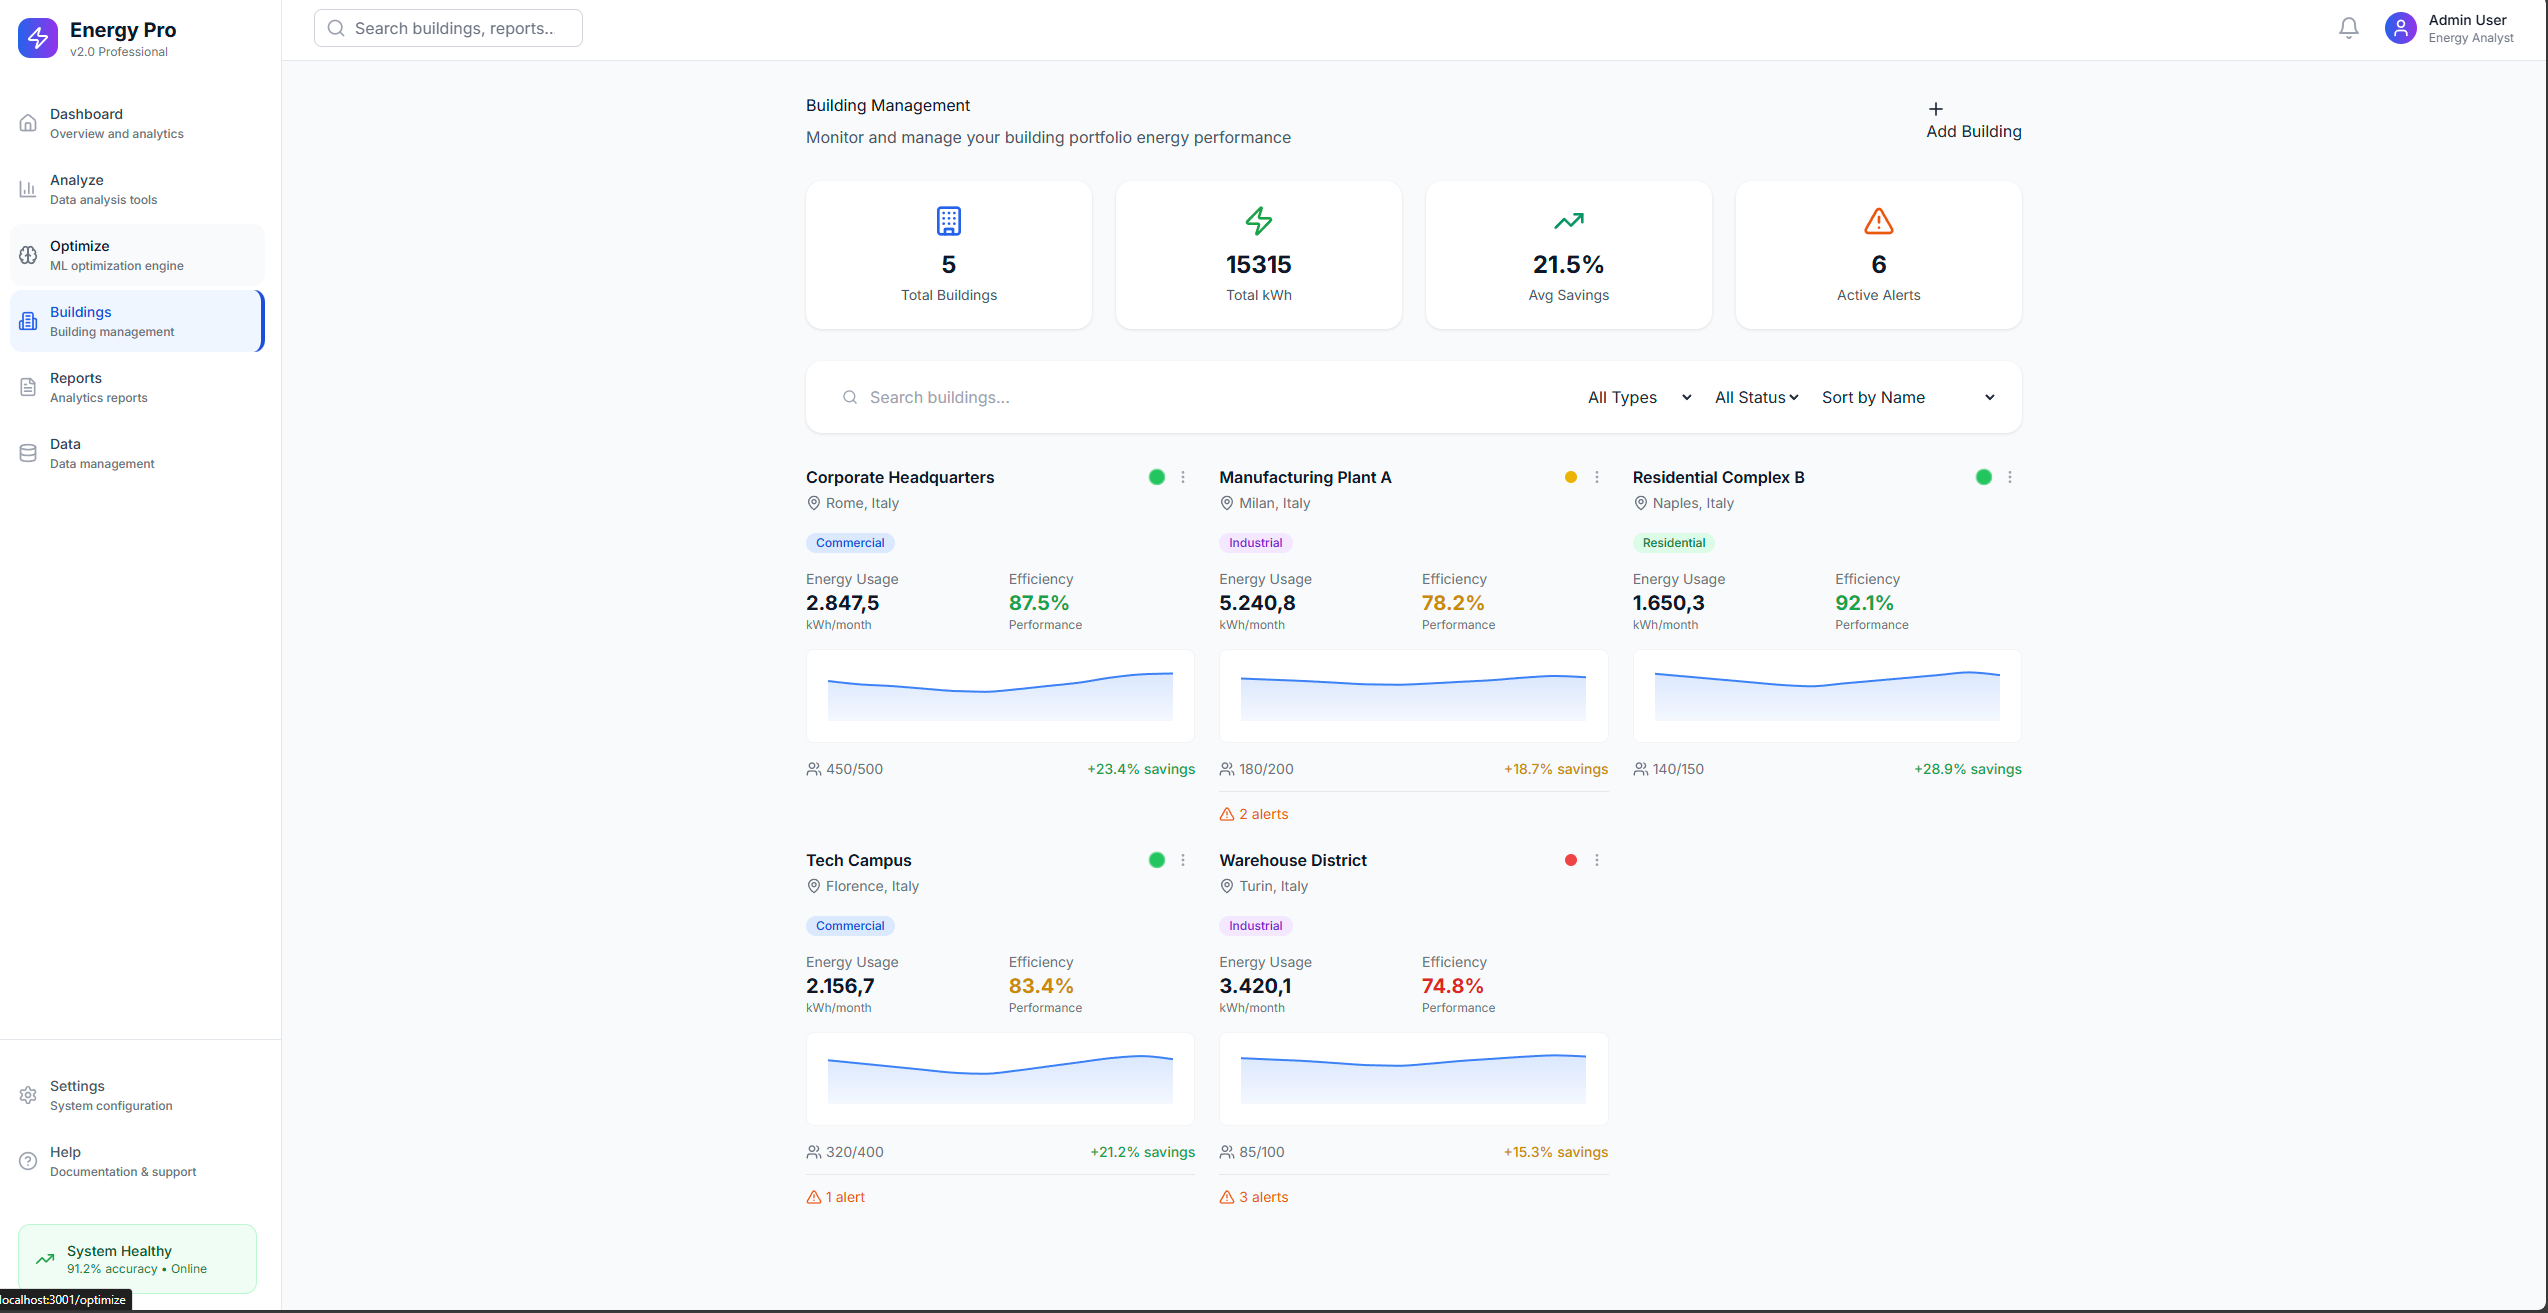 Energy Pro
v2.0 Professional
Search buildings, reports..
Admin User
Energy Analyst
Dashboard
Overview and analytics
Analyze
Data analysis tools
Optimize
ML optimization engine
Buildings
Building management
Reports
Analytics reports
Data
Data management
Settings
System configuration
Help
Documentation & support
System Healthy
91.2% accuracy • Online
localhost:3001/optimize
Building Management
Monitor and manage your building portfolio energy performance
Add Building
5
Total Buildings
15315
Total kWh
21.5%
Avg Savings
6
Active Alerts
Search buildings...
All Types
All Status
Sort by Name
Corporate Headquarters
Rome, Italy
Commercial
Energy Usage
2.847,5
kWh/month
Efficiency
87.5%
Performance
450/500
+23.4% savings
Manufacturing Plant A
Milan, Italy
Industrial
Energy Usage
5.240,8
kWh/month
Efficiency
78.2%
Performance
180/200
+18.7% savings
2 alerts
Residential Complex B
Naples, Italy
Residential
Energy Usage
1.650,3
kWh/month
Efficiency
92.1%
Performance
140/150
+28.9% savings
Tech Campus
Florence, Italy
Commercial
Energy Usage
2.156,7
kWh/month
Efficiency
83.4%
Performance
320/400
+21.2% savings
1 alert
Warehouse District
Turin, Italy
Industrial
Energy Usage
3.420,1
kWh/month
Efficiency
74.8%
Performance
85/100
+15.3% savings
3 alerts